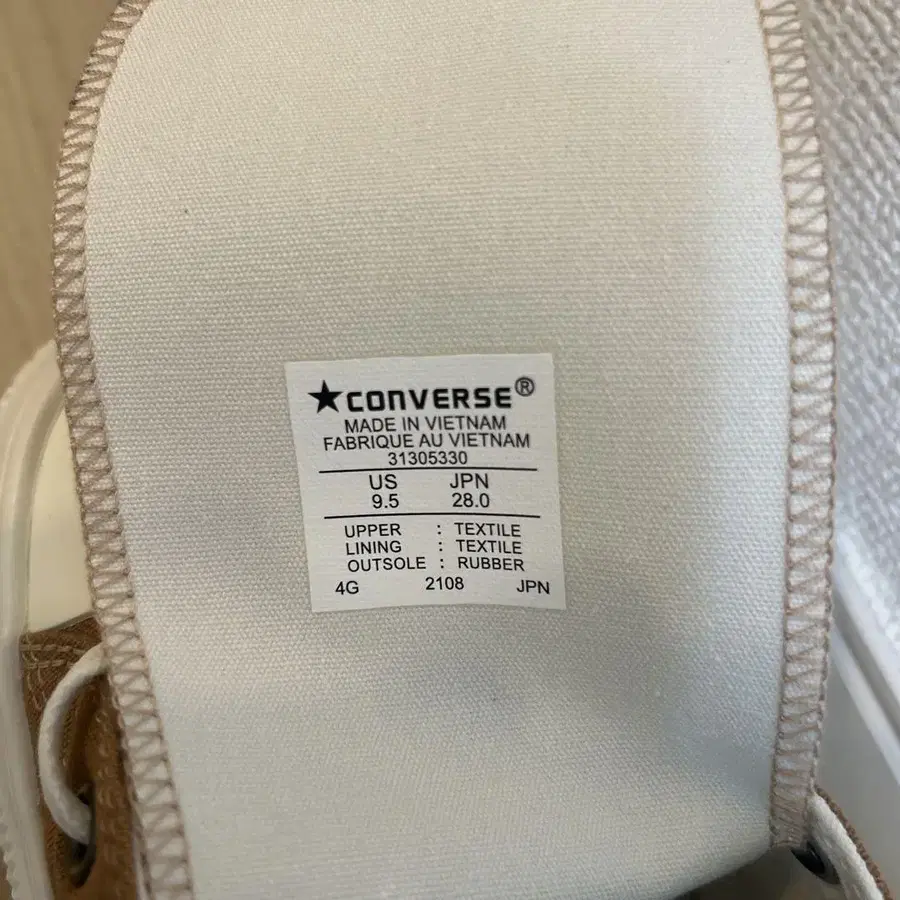 ★CONVERSE®
MADE IN VIETNAM
FABRIQUE AU VIETNAM
31305330
US JPN
9.5 28.0
UPPER : TEXTILE
LINING : TEXTILE
OUTSOLE : RUBBER
4G 2108 JPN